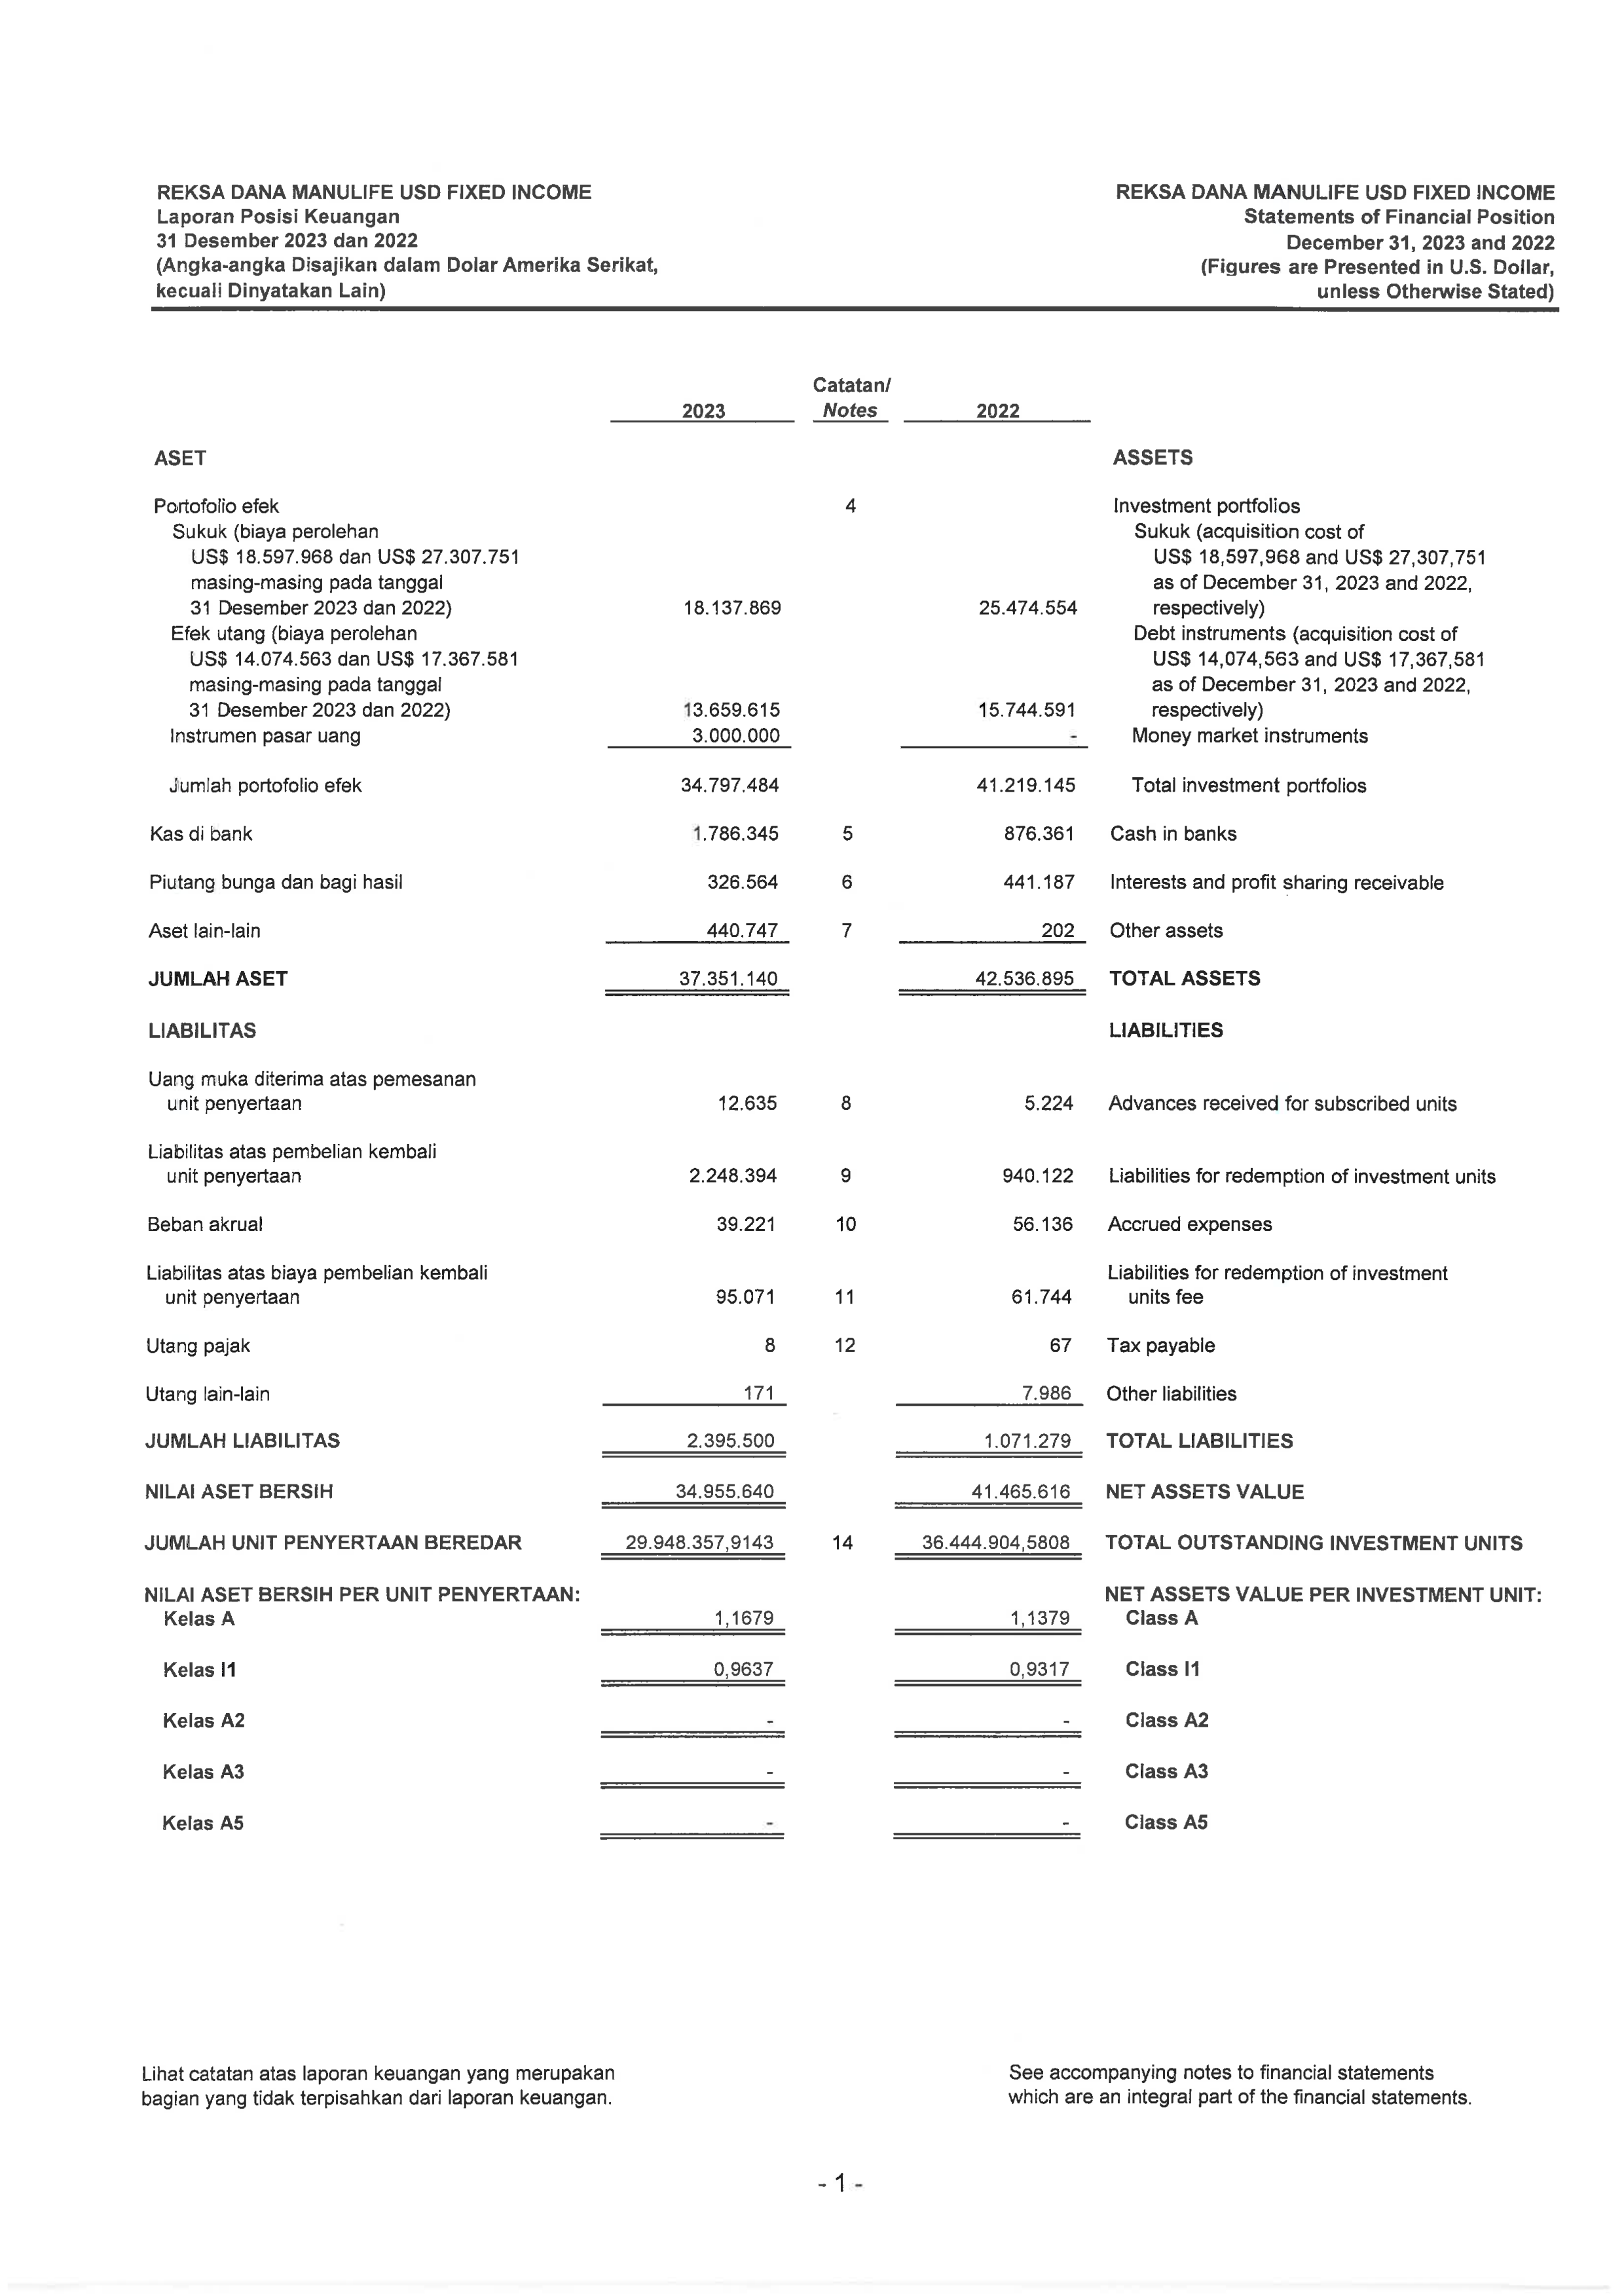 REKSA DANA MANULIFE USD FIXED INCOME
Laporan Posisi Keuangan
31 Desember 2023 dan 2022
(Angka-angka Disajikan dalam Dolar Amerika Serikat,
kecuali Dinyatakan Lain)
REKSA DANA MANULIFE USD FIXED INCOME
Statements of Financial Position
December 31, 2023 and 2022
(Figures are Presented in U.S. Dollar,
unless Otherwise Stated)
Catatan/
2023 Notes 2022
ASET ASSETS
Portofolio efek 4 Investment portfolios
Sukuk (biaya perolehan Sukuk (acquisition cost of
US$ 18.597.968 dan US$ 27.307.751 US$ 18,597,968 and US$ 27,307,751
masing-masing pada tanggal as of December 31, 2023 and 2022,
31 Desember 2023 dan 2022) 18.137.869 25.474.554 respectively)
Efek utang (biaya perolehan Debt instruments (acquisition cost of
US$ 14.074.563 dan US$ 17.367.581 US$ 14,074,563 and US$ 17,367,581
masing-masing pada tanggal as of December 31, 2023 and 2022,
31 Desember 2023 dan 2022) 13.659.615 15.744.591 respectively)
Instrumen pasar uang 3.000.000 - Money market instruments
Jumlah portofolio efek 34.797.484 41.219.145 Total investment portfolios
Kas di bank 1.786.345 5 876.361 Cash in banks
Piutang bunga dan bagi hasil 326.564 6 441.187 Interests and profit sharing receivable
Aset lain-lain 440.747 7 202 Other assets
JUMLAH ASET 37.351.140 42.536.895 TOTAL ASSETS
LIABILITAS LIABILITIES
Uang muka diterima atas pemesanan
unit penyertaan 12.635 8 5.224 Advances received for subscribed units
Liabilitas atas pembelian kembali
unit penyertaan 2.248.394 9 940.122 Liabilities for redemption of investment units
Beban akrual 39.221 10 56.136 Accrued expenses
Liabilitas atas biaya pembelian kembali Liabilities for redemption of investment
unit penyertaan 95.071 11 61.744 units fee
Utang pajak 8 12 67 Tax payable
Utang lain-lain 171 7.986 Other liabilities
JUMLAH LIABILITAS 2.395.500 1.071.279 TOTAL LIABILITIES
NILAI ASET BERSIH 34.955.640 41.465.616 NET ASSETS VALUE
JUMLAH UNIT PENYERTAAN BEREDAR 29.948.357,9143 14 36.444.904,5808 TOTAL OUTSTANDING INVESTMENT UNITS
NILAI ASET BERSIH PER UNIT PENYERTAAN: NET ASSETS VALUE PER INVESTMENT UNIT:
Kelas A 1,1679 1,1379 Class A
Kelas I1 0,9637 0,9317 Class I1
Kelas A2 - - Class A2
Kelas A3 - - Class A3
Kelas A5 - - Class A5
Lihat catatan atas laporan keuangan yang merupakan
bagian yang tidak terpisahkan dari laporan keuangan.
See accompanying notes to financial statements
which are an integral part of the financial statements.
- 1 -